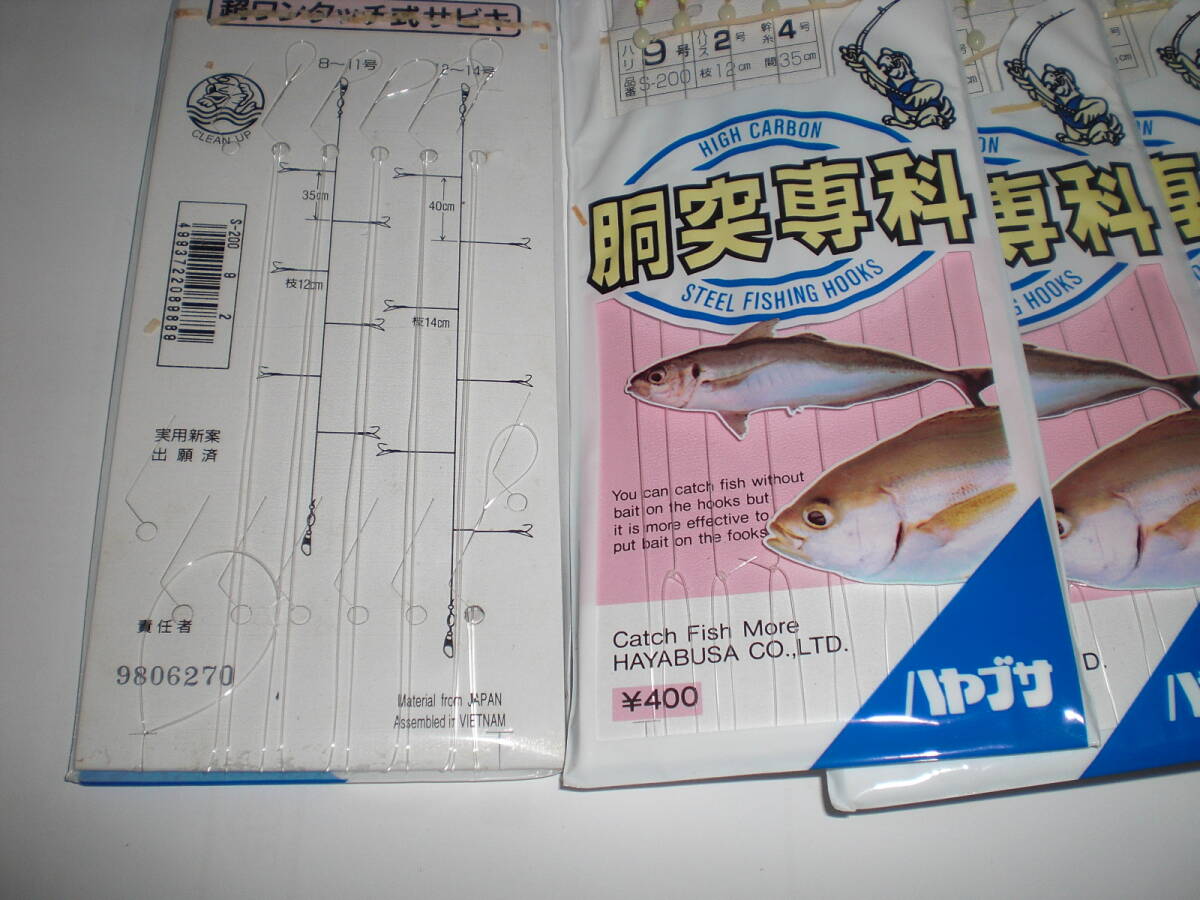 超ワンタッチ式サビキ
8～11号
12～14号
CLEAN UP
35cm
40cm
枝12cm
枝14cm
S-200 9 2
4993722088888
実用新案
出願済
責任者
9806270
Material from JAPAN
Assembled in VIETNAM
ハリ 9号 ハリス 2号 幹糸 4号
品番 S-200 枝 12cm 間 35cm
HIGH CARBON
胴突専科
STEEL FISHING HOOKS
You can catch fish without
bait on the hooks but
it is more effective to
put bait on the fooks
Catch Fish More
HAYABUSA CO.,LTD.
¥400
ハヤブサ
ON
専科
G HOOKS
D.